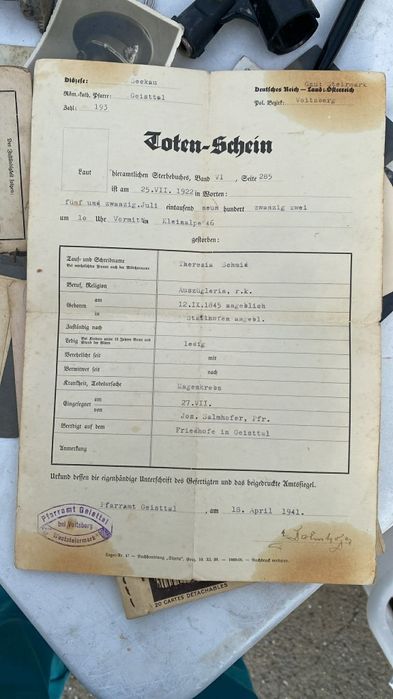 Diözese: Seckau
Gau: Steiermark
Deutsches Reich — Land: Österreich
Röm.-kath. Pfarre: Geisttal
Pol. Bezirk: Voitsberg
Zahl: 193
Toten-Schein
Laut hieramtlichen Sterbebuches, Band VI, Seite 285
ist am 25.VII. 1922 in Worten:
fünf und zwanzig.Juli eintausend neun hundert zwanzig zwei
um 10 Uhr Vormit in Kleinalpe 46
gestorben:
Tauf- und Schreibname
Theresia Schmid
Beruf, Religion
Auszüglerin, r.k.
Geboren am 12.IX.1845 angeblich
in Stallhofen angebl.
Zuständig nach
Ledig
ledig
Verehelicht seit mit
Verwitwet seit nach
Krankheit, Todesursache
Magenkrebs
Eingesegnet am 27.VII.
von Jos. Salmhofer, Pfr.
Beerdigt auf dem Friedhofe in Geisttal
Anmerkung
Urkund dessen die eigenhändige Unterschrift des Gefertigten und das beigedruckte Amtssiegel.
Pfarramt Geisttal, am 18. April 1941.
Pfarramt Geisttal
bei Voitsberg
Weststeiermark
20 CARTES DÉTACHABLES